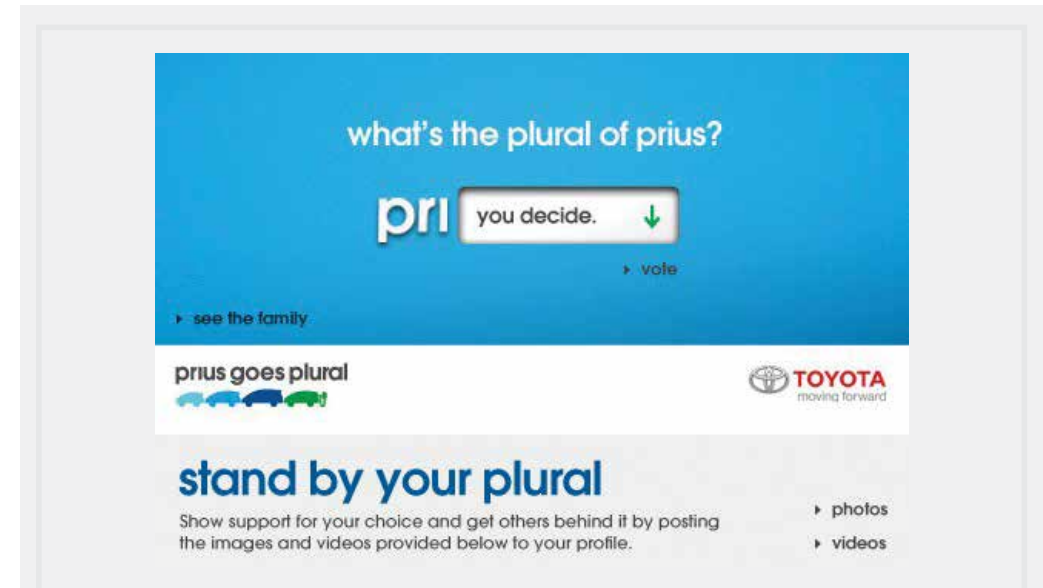 what's the plural of prius?
pri you decide.
vote
see the family
prius goes plural
TOYOTA
moving forward
stand by your plural
Show support for your choice and get others behind it by posting
the images and videos provided below to your profile.
photos
videos